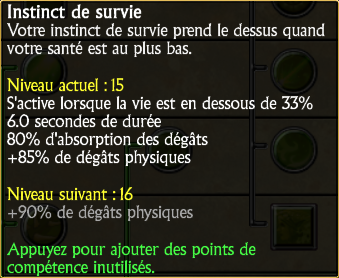 Instinct de survie
Votre instinct de survie prend le dessus quand
votre santé est au plus bas.
Niveau actuel : 15
S'active lorsque la vie est en dessous de 33%
6.0 secondes de durée
80% d'absorption des dégâts
+85% de dégâts physiques
Niveau suivant : 16
+90% de dégâts physiques
Appuyez pour ajouter des points de
compétence inutilisés.